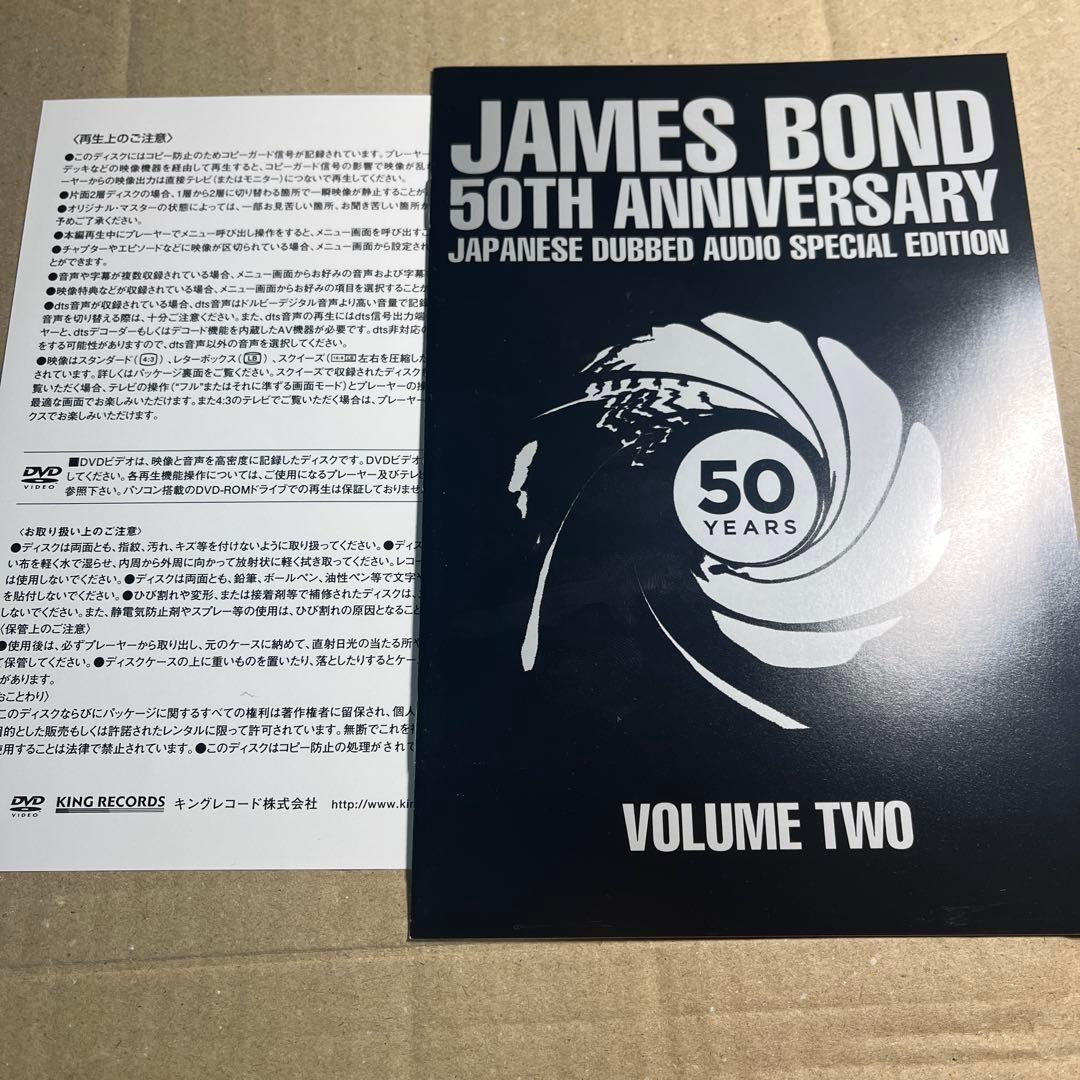 〈再生上のご注意〉
●このディスクにはコピー防止のためコピーガード信号が記録されています。プレーヤー
デッキなどの映像機器を経由して再生すると、コピーガード信号の影響で映像が乱
ーヤーからの映像出力は直接テレビ(またはモニター)につないで再生してください。
●片面2層ディスクの場合、1層から2層に切り替わる箇所で一瞬映像が静止することが
●オリジナル・マスターの状態によっては、一部お見苦しい箇所、お聞き苦しい箇所が
予めご了承ください。
●本編再生中にプレーヤーでメニュー呼び出し操作をすると、メニュー画面を呼び出すこ
●チャプターやエピソードなどに映像が区切られている場合、メニュー画面から設定され
とができます。
●音声や字幕が複数収録されている場合、メニュー画面からお好みの音声および字幕
●映像特典などが収録されている場合、メニュー画面からお好みの項目を選択することが
●dts音声が収録されている場合、dts音声はドルビーデジタル音声より高い音量で記録
音声を切り替える際は、十分ご注意ください。また、dts音声の再生にはdts信号出力端
ヤーと、dtsデコーダーもしくはデコード機能を内蔵したAV機器が必要です。dts非対応の
をする可能性がありますので、dts音声以外の音声を選択してください。
●映像はスタンダード(4:3)、レターボックス(LB)、スクイーズ(16:9 LB 左右を圧縮した
されています。詳しくはパッケージ裏面をご覧ください。スクイーズで収録されたディスク
覧いただく場合、テレビの操作("フル"またはそれに準ずる画面モード)とプレーヤーの操
最適な画面でお楽しみいただけます。また4:3のテレビでご覧いただく場合は、プレーヤー
クスでお楽しみいただけます。
DVD VIDEO
■DVDビデオは、映像と音声を高密度に記録したディスクです。DVDビデオ
してください。各再生機能操作については、ご使用になるプレーヤー及びテレビ
参照下さい。パソコン搭載のDVD-ROMドライブでの再生は保証しておりません
〈お取り扱い上のご注意〉
●ディスクは両面とも、指紋、汚れ、キズ等を付けないように取り扱ってください。●ディス
い布を軽く水で湿らせ、内周から外周に向かって放射状に軽く拭き取ってください。レコー
は使用しないでください。●ディスクは両面とも、鉛筆、ボールペン、油性ペン等で文字や
を貼付しないでください。●ひび割れや変形、または接着剤等で補修されたディスクは、
しないでください。また、静電気防止剤やスプレー等の使用は、ひび割れの原因となるこ
〈保管上のご注意〉
●使用後は、必ずプレーヤーから取り出し、元のケースに納めて、直射日光の当たる所や
て保管してください。●ディスクケースの上に重いものを置いたり、落としたりするとケー
があります。
おことわり〉
このディスクならびにパッケージに関するすべての権利は著作権者に留保され、個人
目的とした販売もしくは許諾されたレンタルに限って許可されています。無断でこれを
使用することは法律で禁止されています。●このディスクはコピー防止の処理がされて
DVD VIDEO KING RECORDS キングレコード株式会社 http://www.kin
JAMES BOND
50TH ANNIVERSARY
JAPANESE DUBBED AUDIO SPECIAL EDITION
50
YEARS
VOLUME TWO